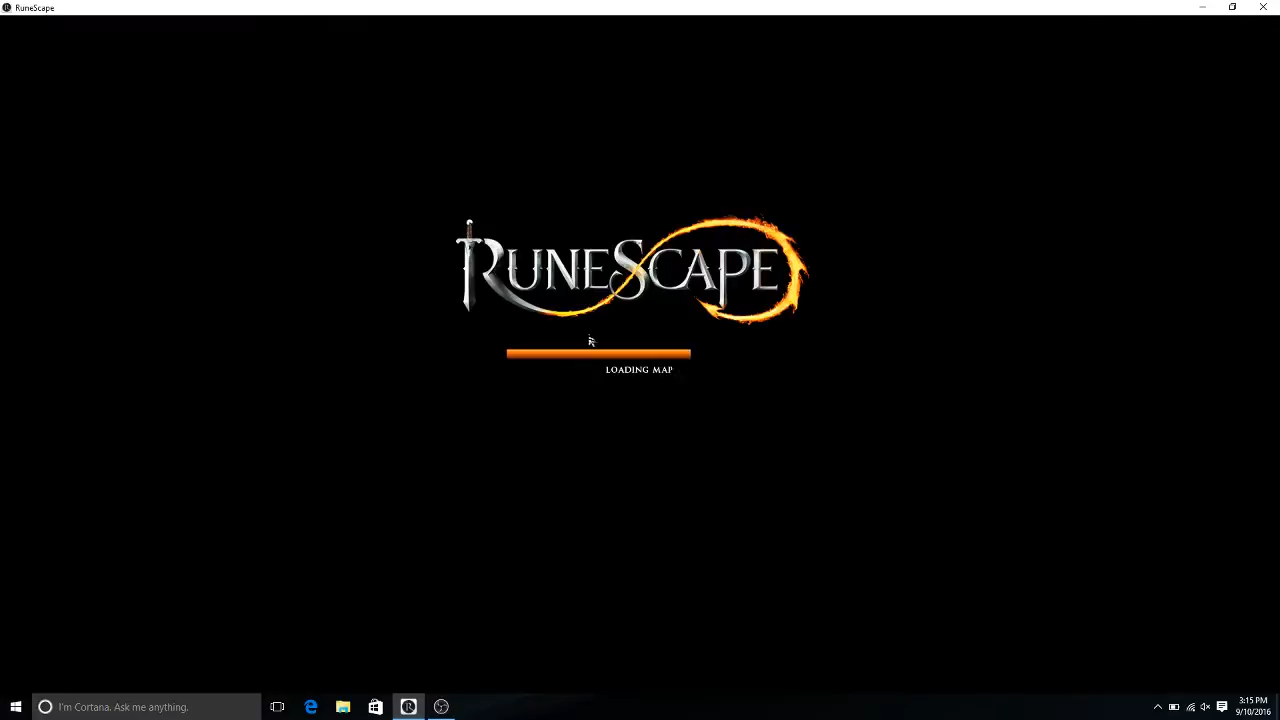 RuneScape
RUNESCAPE
LOADING MAP
I'm Cortana. Ask me anything.
3:15 PM
9/10/2016